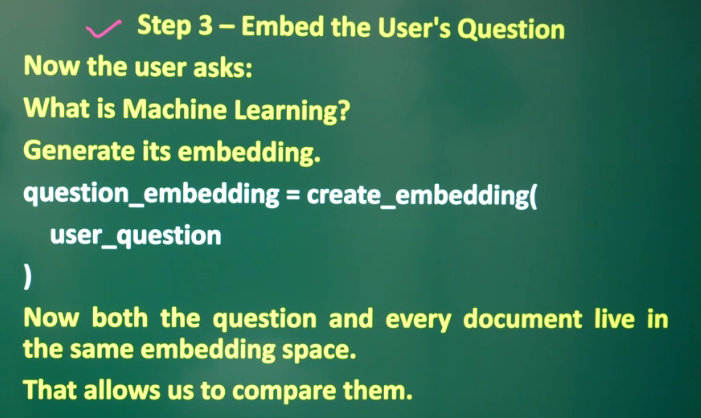 Step 3 – Embed the User's Question
Now the user asks:
What is Machine Learning?
Generate its embedding.
question_embedding = create_embedding(
user_question
)
Now both the question and every document live in
the same embedding space.
That allows us to compare them.